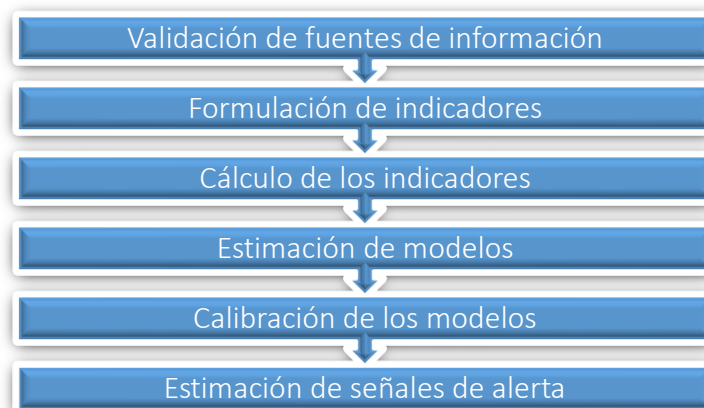 Validación de fuentes de información
Formulación de indicadores
Cálculo de los indicadores
Estimación de modelos
Calibración de los modelos
Estimación de señales de alerta